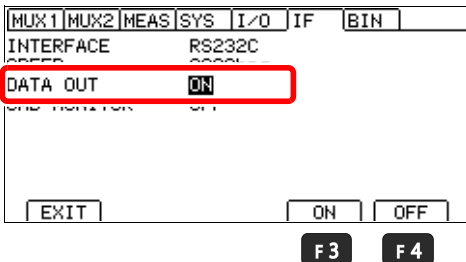 MUX1 MUX2 MEAS SYS I/O IF BIN
INTERFACE RS232C
DATA OUT ON
EXIT ON OFF
F3 F4